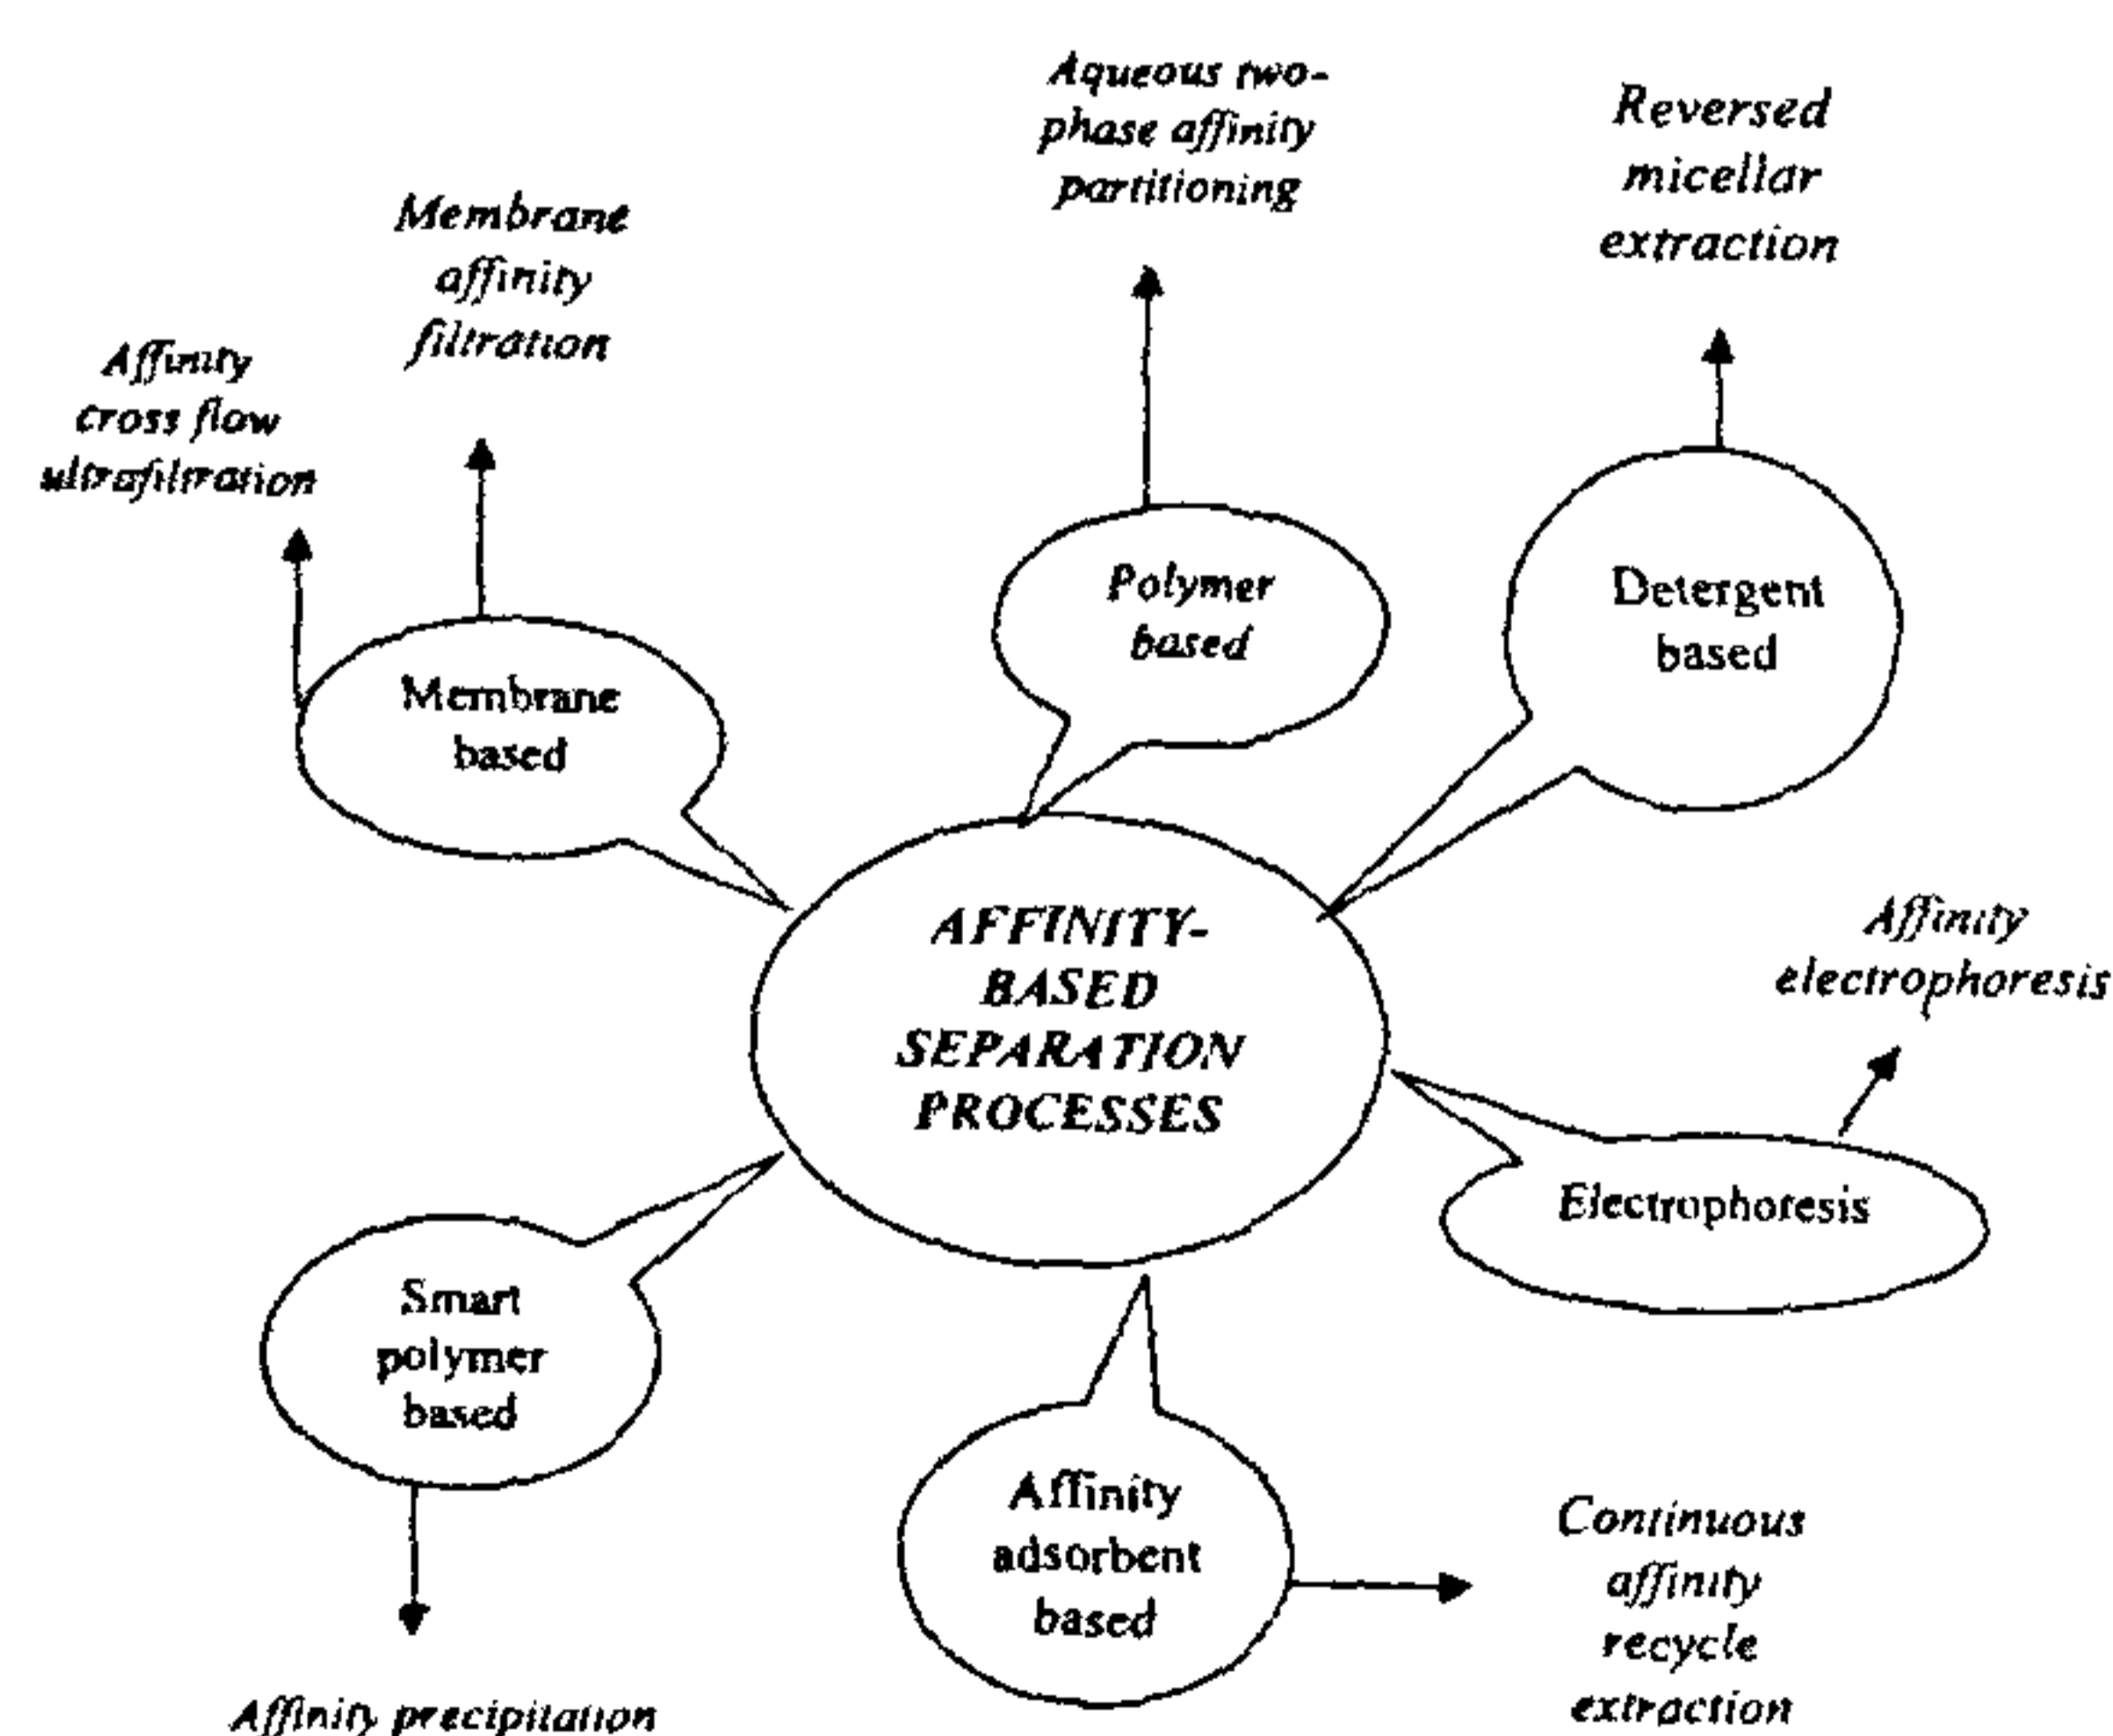 Aqueous two-
phase affinity
partitioning
Reversed
micellar
extraction
Membrane
affinity
filtration
Affinity
cross flow
ultrafiltration
Polymer
based
Detergent
based
Membrane
based
AFFINITY-
BASED
SEPARATION
PROCESSES
Affinity
electrophoresis
Electrophoresis
Smart
polymer
based
Affinity
adsorbent
based
Continuous
affinity
recycle
extraction
Affinity precipitation